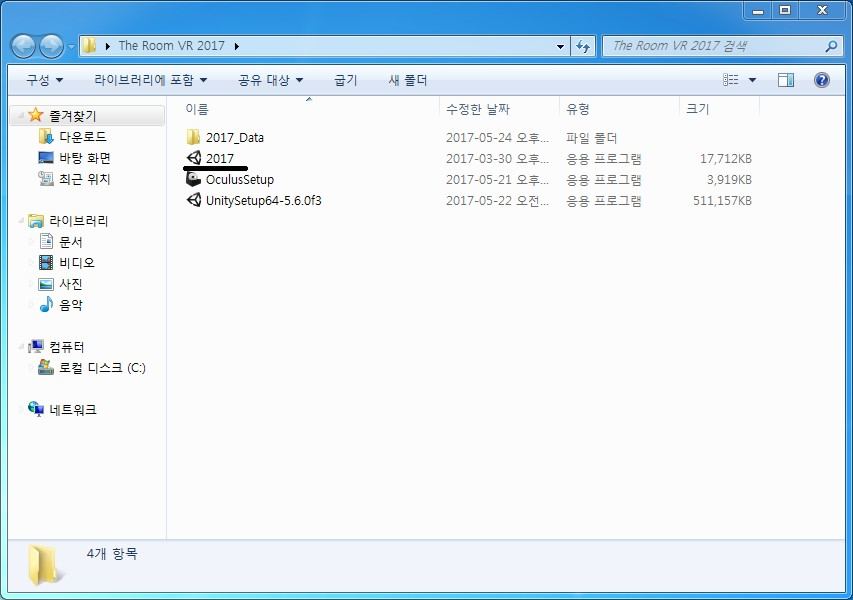 The Room VR 2017
The Room VR 2017 검색
구성 라이브러리에 포함 공유 대상 굽기 새 폴더
이름 수정한 날짜 유형 크기
즐겨찾기
다운로드
바탕 화면
최근 위치
라이브러리
문서
비디오
사진
음악
컴퓨터
로컬 디스크 (C:)
네트워크
2017_Data 2017-05-24 오후... 파일 폴더
2017 2017-03-30 오후... 응용 프로그램 17,712KB
OculusSetup 2017-05-21 오후... 응용 프로그램 3,919KB
UnitySetup64-5.6.0f3 2017-05-22 오전... 응용 프로그램 511,157KB
4개 항목